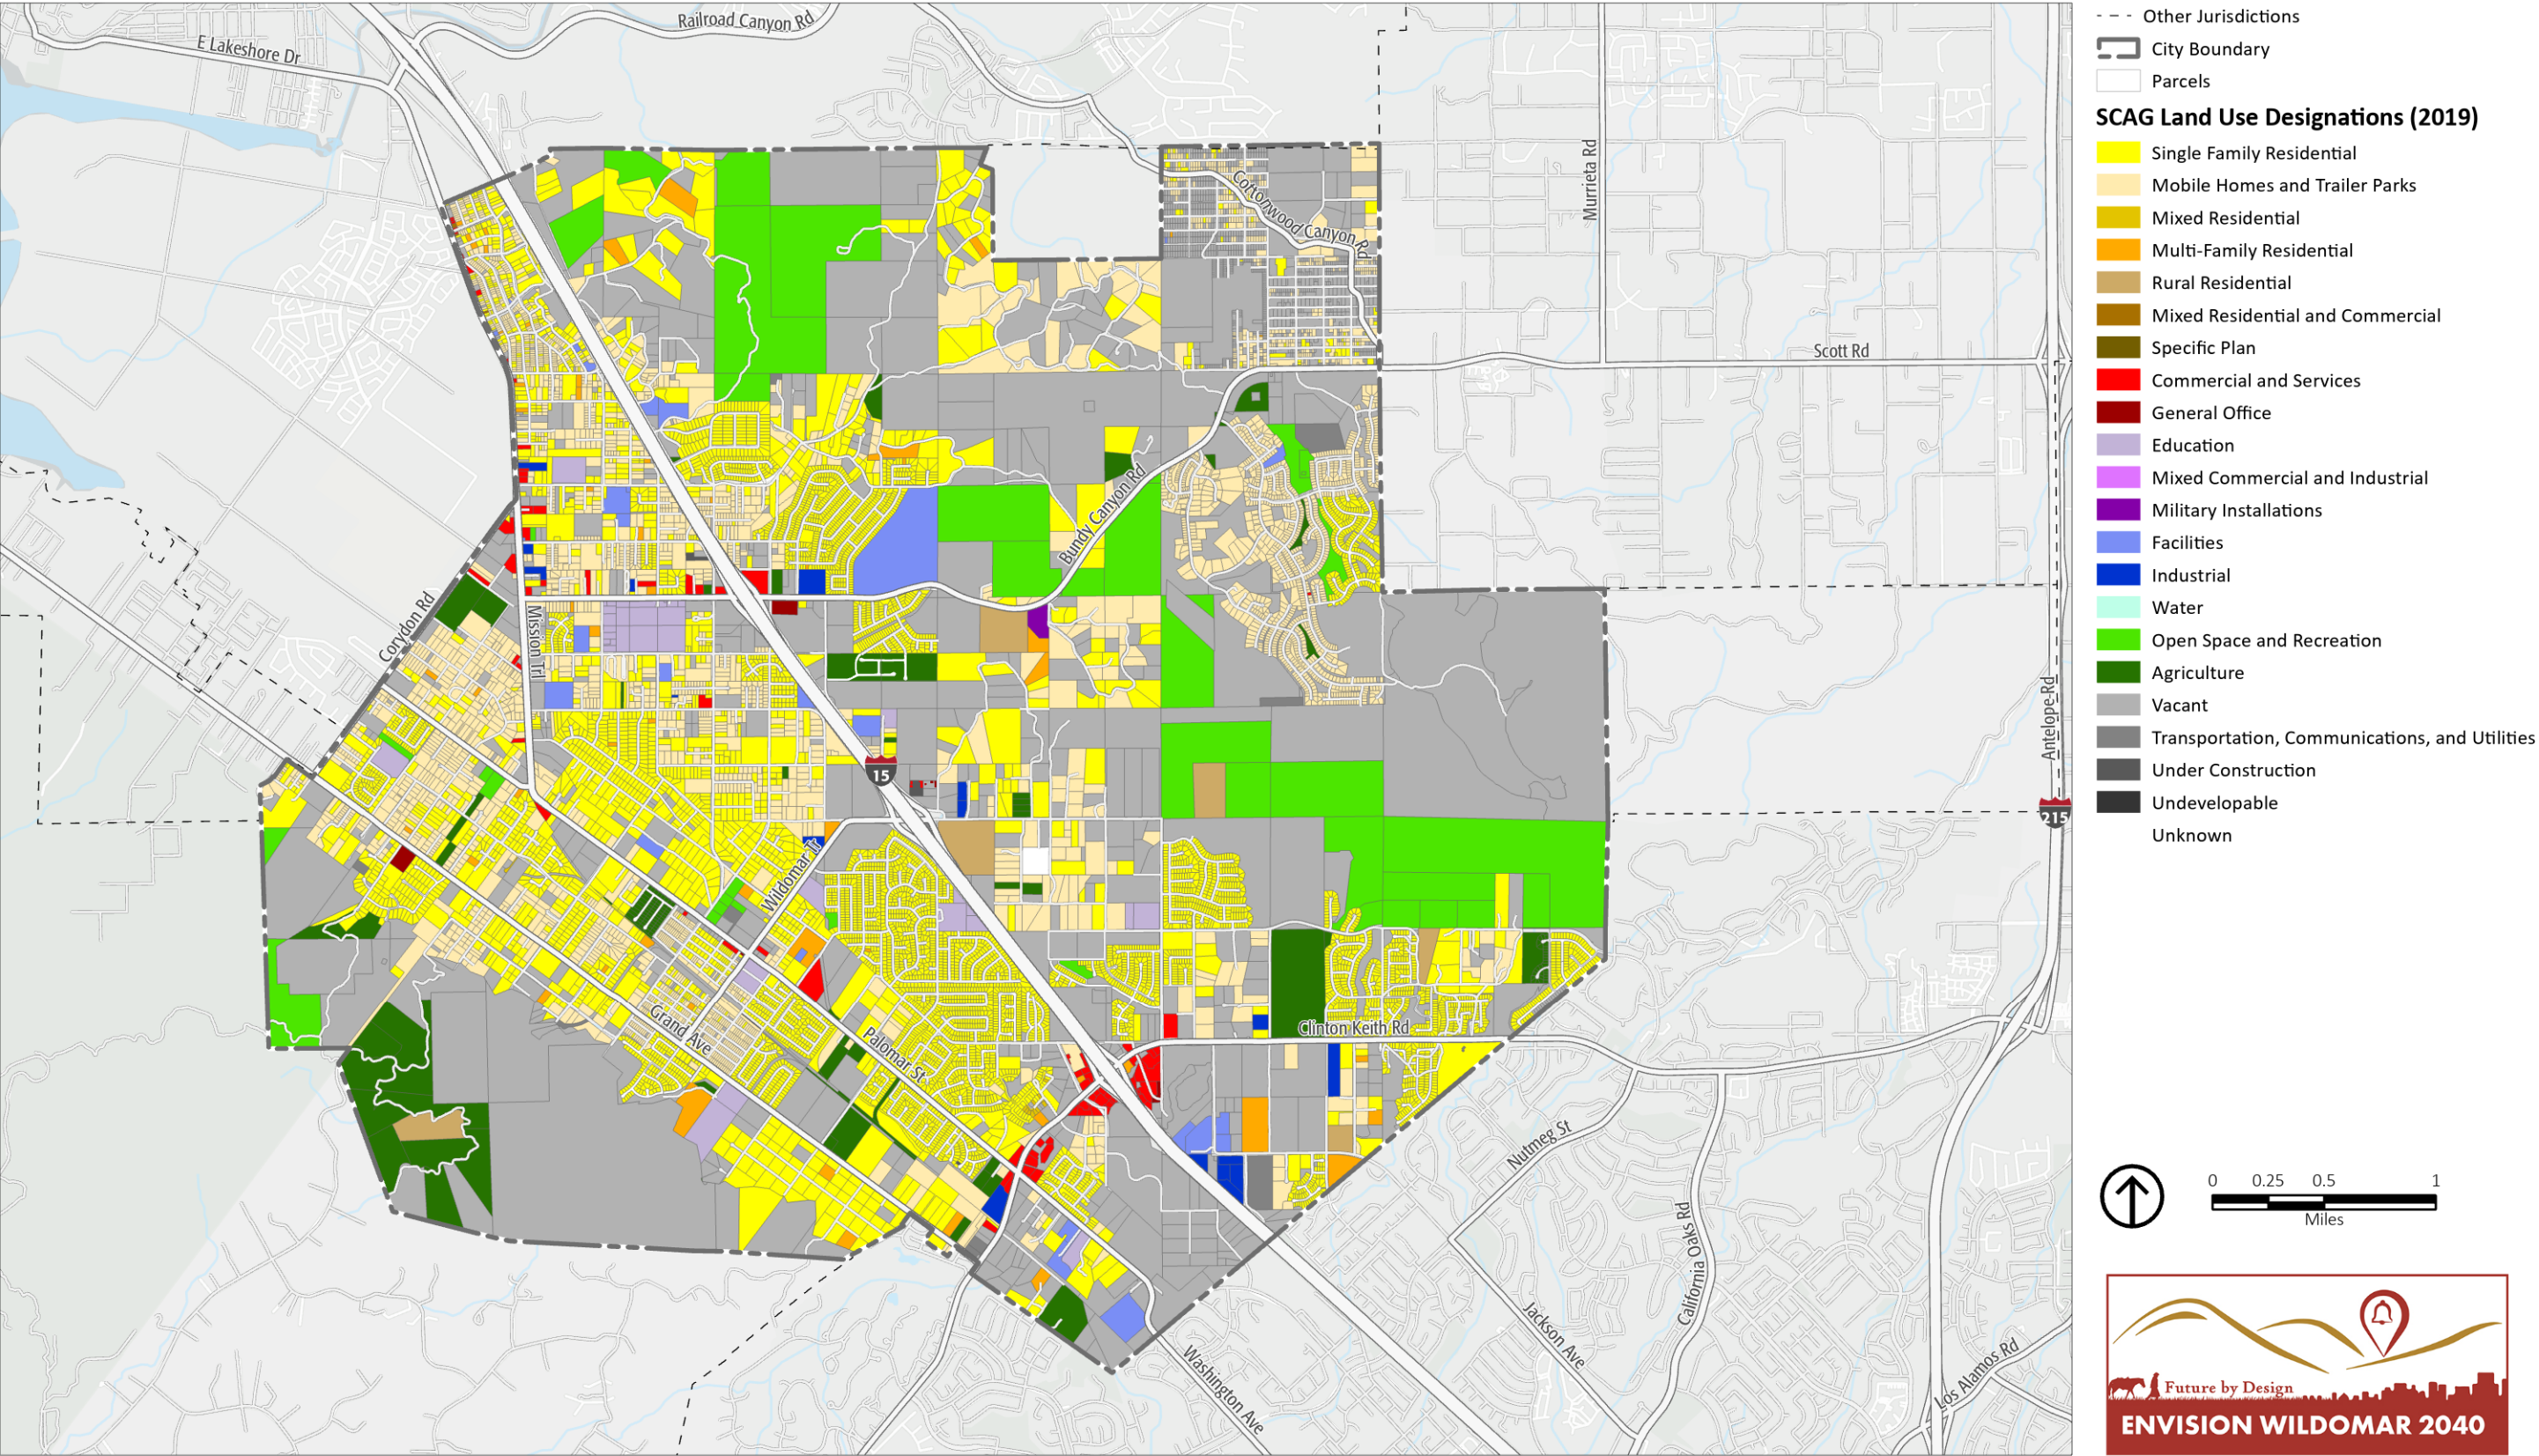 Railroad Canyon Rd
E Lakeshore Dr
Cottonwood Canyon Rd
Murrieta Rd
Scott Rd
Bundy Canyon Rd
Corydon Rd
Mission Trl
Antelope Rd
15
215
Wildomar Tr
Grand Ave
Palomar St
Clinton Keith Rd
Nutmeg St
California Oaks Rd
Jackson Ave
Washington Ave
Los Alamos Rd
Other Jurisdictions
City Boundary
Parcels
SCAG Land Use Designations (2019)
Single Family Residential
Mobile Homes and Trailer Parks
Mixed Residential
Multi-Family Residential
Rural Residential
Mixed Residential and Commercial
Specific Plan
Commercial and Services
General Office
Education
Mixed Commercial and Industrial
Military Installations
Facilities
Industrial
Water
Open Space and Recreation
Agriculture
Vacant
Transportation, Communications, and Utilities
Under Construction
Undevelopable
Unknown
0 0.25 0.5 1
Miles
Future by Design
ENVISION WILDOMAR 2040